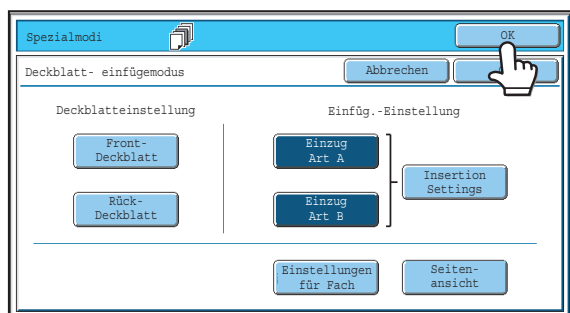 Spezialmodi
OK
Deckblatt- einfügemodus
Abbrechen
Deckblatteinstellung
Einfüg.-Einstellung
Front-
Deckblatt
Einzug
Art A
Insertion
Settings
Rück-
Deckblatt
Einzug
Art B
Einstellungen
für Fach
Seiten-
ansicht